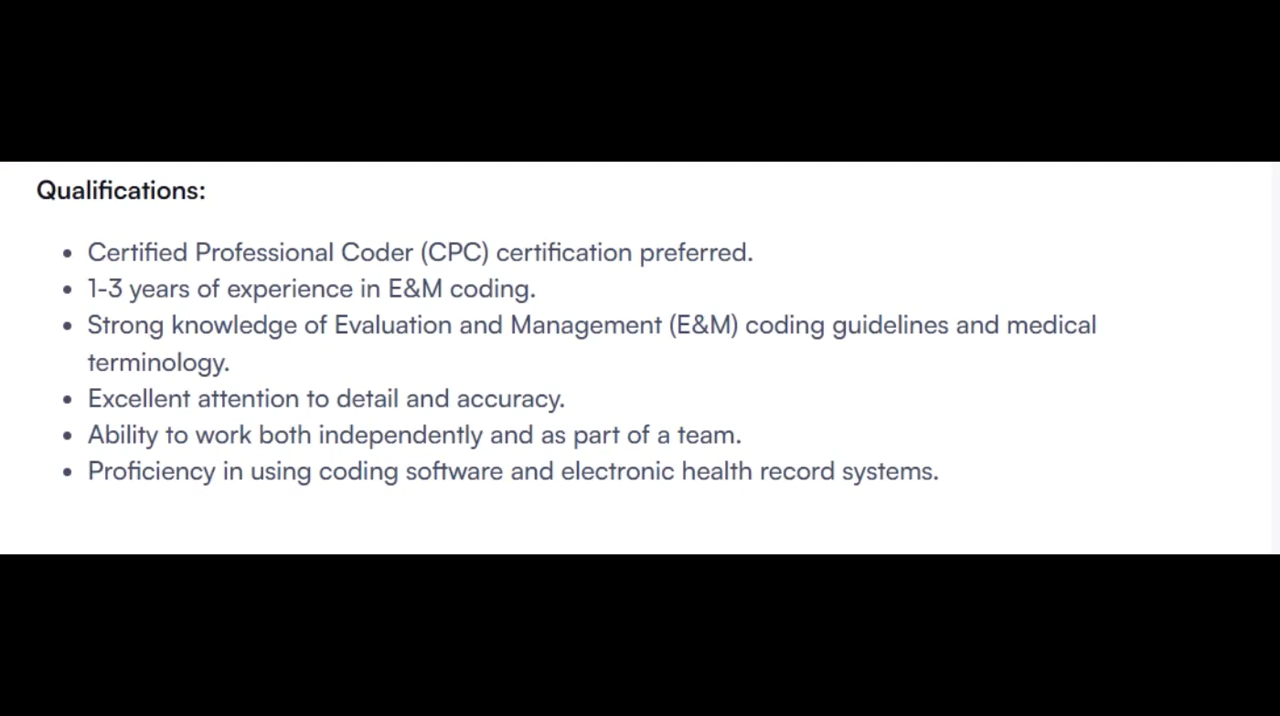 Qualifications:
• Certified Professional Coder (CPC) certification preferred.
• 1-3 years of experience in E&M coding.
• Strong knowledge of Evaluation and Management (E&M) coding guidelines and medical
terminology.
• Excellent attention to detail and accuracy.
• Ability to work both independently and as part of a team.
• Proficiency in using coding software and electronic health record systems.